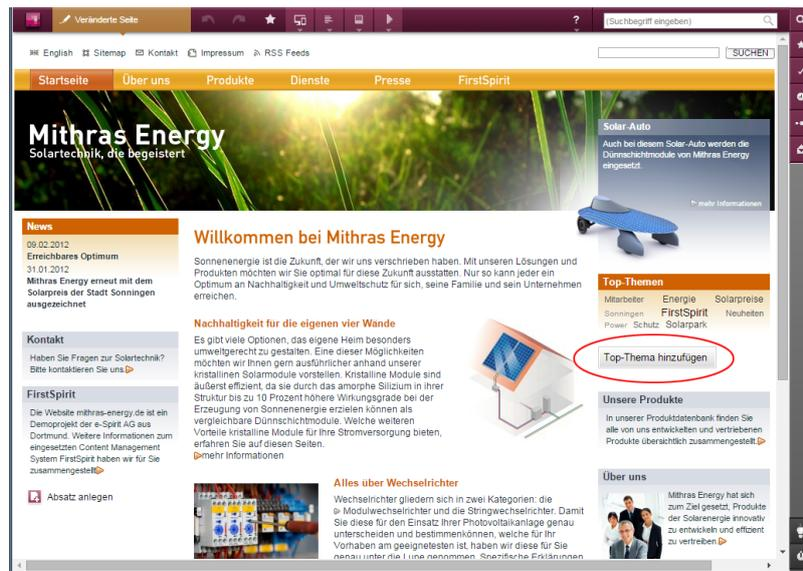 Veränderte Seite
?
(Suchbegriff eingeben)
English Sitemap Kontakt Impressum RSS Feeds
SUCHEN
Startseite Über uns Produkte Dienste Presse FirstSpirit
Mithras Energy
Solartechnik, die begeistert
Solar-Auto
Auch bei diesem Solar-Auto werden die
Dünnschichtmodule von Mithras Energy
eingesetzt.
mehr Informationen
News
09.02.2012
Erreichbares Optimum
31.01.2012
Mithras Energy erneut mit dem
Solarpreis der Stadt Sonningen
ausgezeichnet
Kontakt
Haben Sie Fragen zur Solartechnik?
Bitte kontaktieren Sie uns.
FirstSpirit
Die Website mithras-energy.de ist ein
Demoprojekt der e-Spirit AG aus
Dortmund. Weitere Informationen zum
eingesetzten Content Management
System FirstSpirit haben wir für Sie
zusammengestellt
Absatz anlegen
Willkommen bei Mithras Energy
Sonnenenergie ist die Zukunft, der wir uns verschrieben haben. Mit unseren Lösungen und
Produkten möchten wir Sie optimal für diese Zukunft ausstatten. Nur so kann jeder ein
Optimum an Nachhaltigkeit und Umweltschutz für sich, seine Familie und sein Unternehmen
erreichen.
Nachhaltigkeit für die eigenen vier Wände
Es gibt viele Optionen, das eigene Heim besonders
umweltgerecht zu gestalten. Eine dieser Möglichkeiten
möchten wir Ihnen gern ausführlicher anhand unserer
kristallinen Solarmodule vorstellen. Kristalline Module sind
äußerst effizient, da sie durch das amorphe Silizium in ihrer
Struktur bis zu 10 Prozent höhere Wirkungsgrade bei der
Erzeugung von Sonnenenergie erzielen können als
vergleichbare Dünnschichtmodule. Welche weiteren
Vorteile kristalline Module für Ihre Stromversorgung bieten,
erfahren Sie auf diesen Seiten.
mehr Informationen
Alles über Wechselrichter
Wechselrichter gliedern sich in zwei Kategorien: die
Modulwechselrichter und die Stringwechselrichter. Damit
Sie diese für den Einsatz Ihrer Photovoltaikanlage genau
unterscheiden und bestimmenkönnen, welche für Ihr
Vorhaben am geeignetesten ist, haben wir diese für Sie
genau unter die Lupe genommen. Spezifische Erklärungen
Top-Themen
Mitarbeiter Energie Solarpreise
Sonningen FirstSpirit Neuheiten
Power Schutz Solarpark
Top-Thema hinzufügen
Unsere Produkte
In unserer Produktdatenbank finden Sie
alle von uns entwickelten und vertriebenen
Produkte übersichtlich zusammengestellt.
Über uns
Mithras Energy hat sich
zum Ziel gesetzt, Produkte
der Solarenergie innovativ
zu entwickeln und effizient
zu vertreiben.